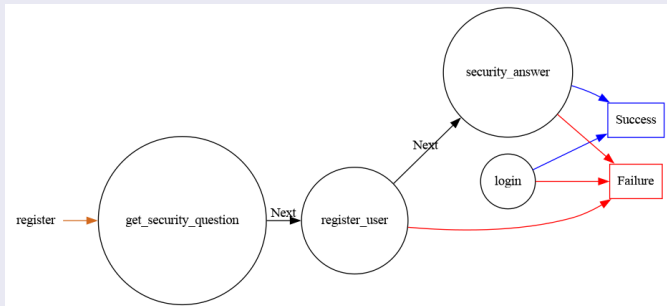 security_answer
Success
Next
login
Failure
register
get_security_question
Next
register_user